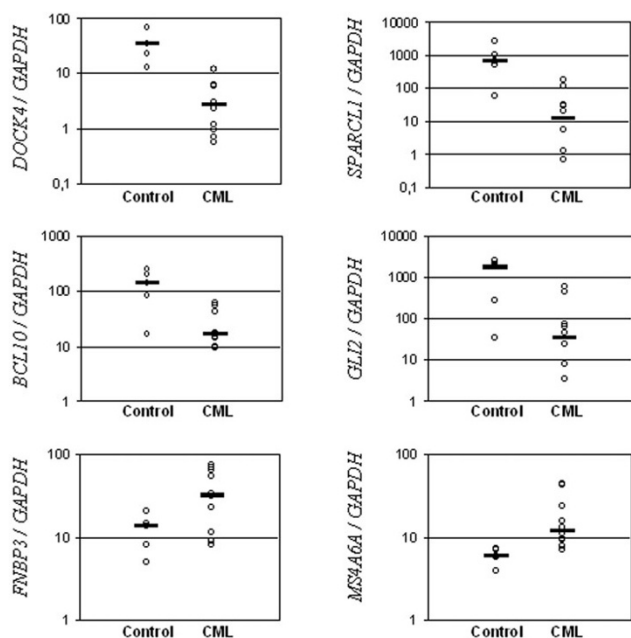 DOCK4 / GAPDH
100
10
1
0,1
Control CML
SPARCL1 / GAPDH
10000
1000
100
10
1
0,1
Control CML
BCL10 / GAPDH
1000
100
10
1
Control CML
GLI2 / GAPDH
10000
1000
100
10
1
Control CML
FNBP3 / GAPDH
100
10
1
Control CML
MS4A6A / GAPDH
100
10
1
Control CML